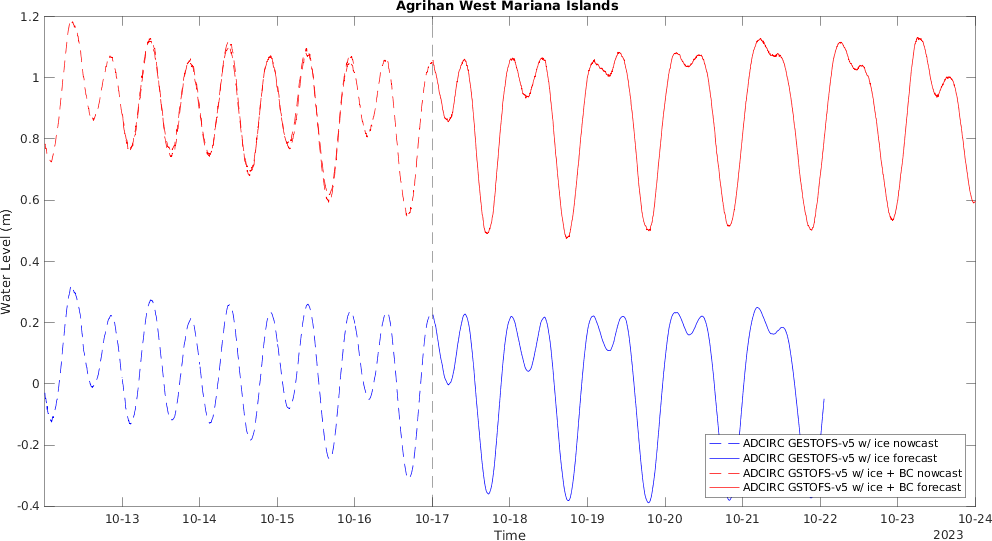 Agrihan West Mariana Islands
Water Level (m)
1.2
1
0.8
0.6
0.4
0.2
0
-0.2
-0.4
ADCIRC GESTOFS-v5 w/ ice nowcast
ADCIRC GESTOFS-v5 w/ ice forecast
ADCIRC GSTOFS-v5 w/ ice + BC nowcast
ADCIRC GSTOFS-v5 w/ ice + BC forecast
10-13 10-14 10-15 10-16 10-17 10-18 10-19 10-20 10-21 10-22 10-23 10-24
Time
2023